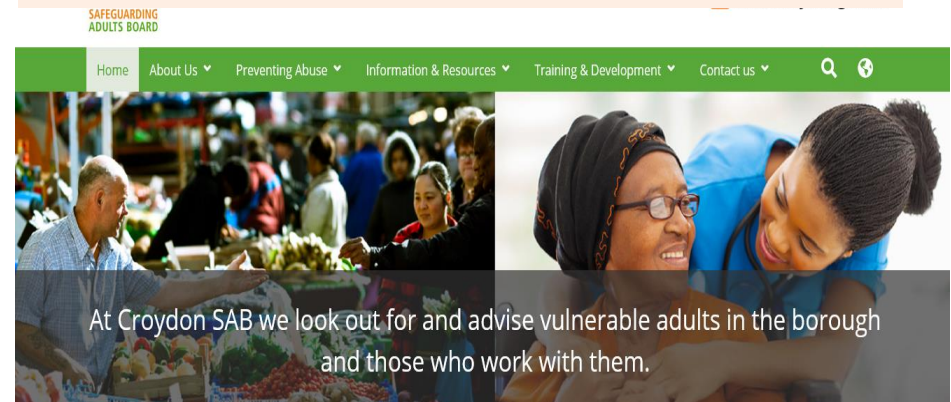 SAFEGUARDING
ADULTS BOARD
Home About Us Preventing Abuse Information & Resources Training & Development Contact us
At Croydon SAB we look out for and advise vulnerable adults in the borough
and those who work with them.